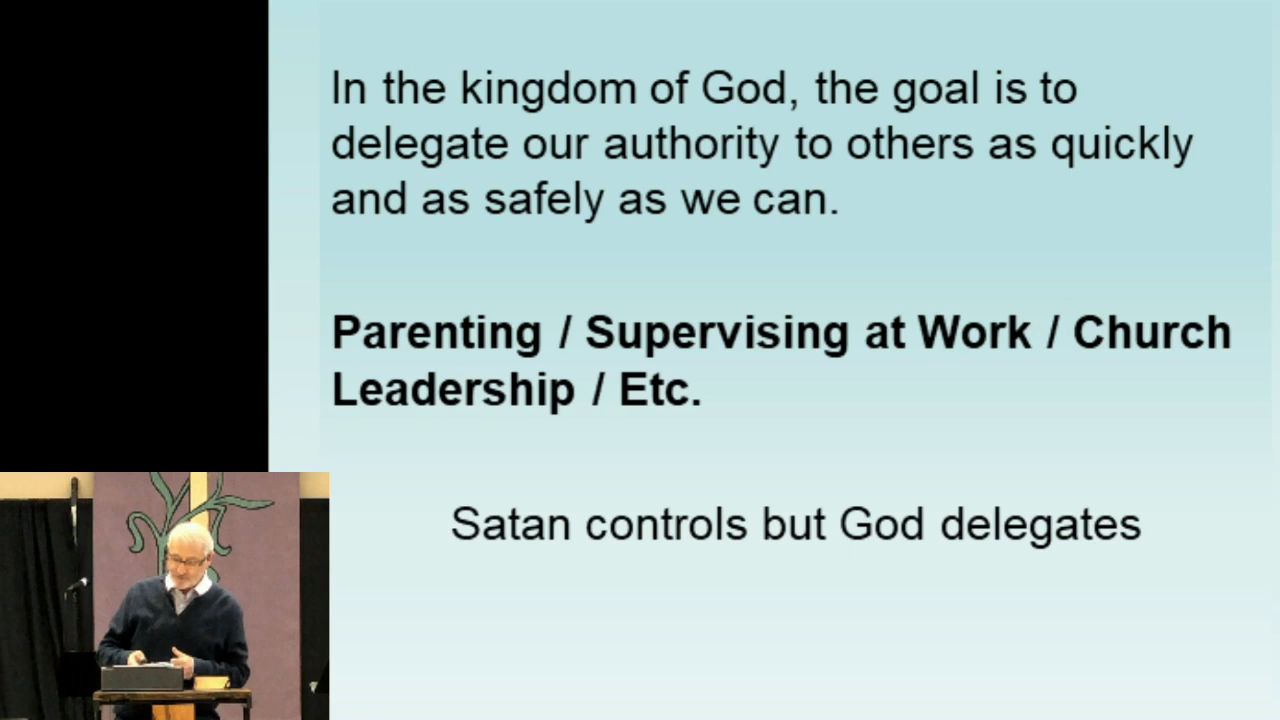 In the kingdom of God, the goal is to
delegate our authority to others as quickly
and as safely as we can.
Parenting / Supervising at Work / Church
Leadership / Etc.
Satan controls but God delegates